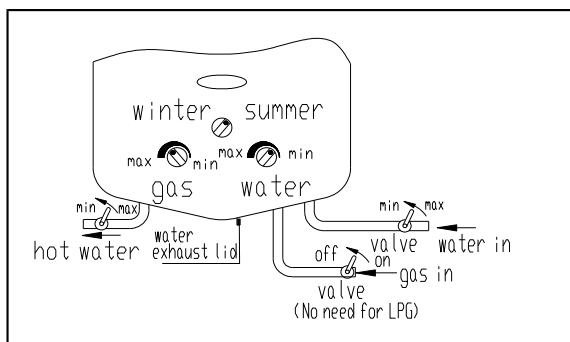 winter summer
max min max min
gas water
min max
min max
hot water
water
exhaust lid
off
on
valve
water in
gas in
valve
(No need for LPG)